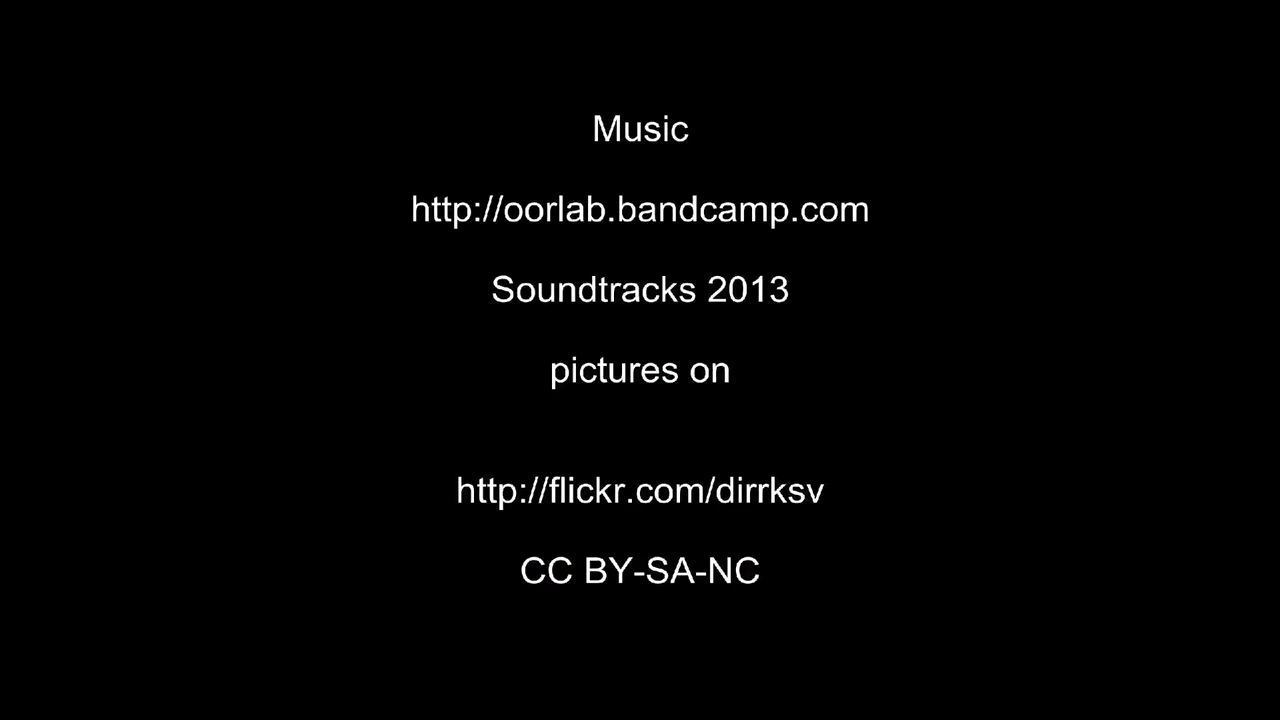 Music
http://oorlab.bandcamp.com
Soundtracks 2013
pictures on
http://flickr.com/dirrksv
CC BY-SA-NC